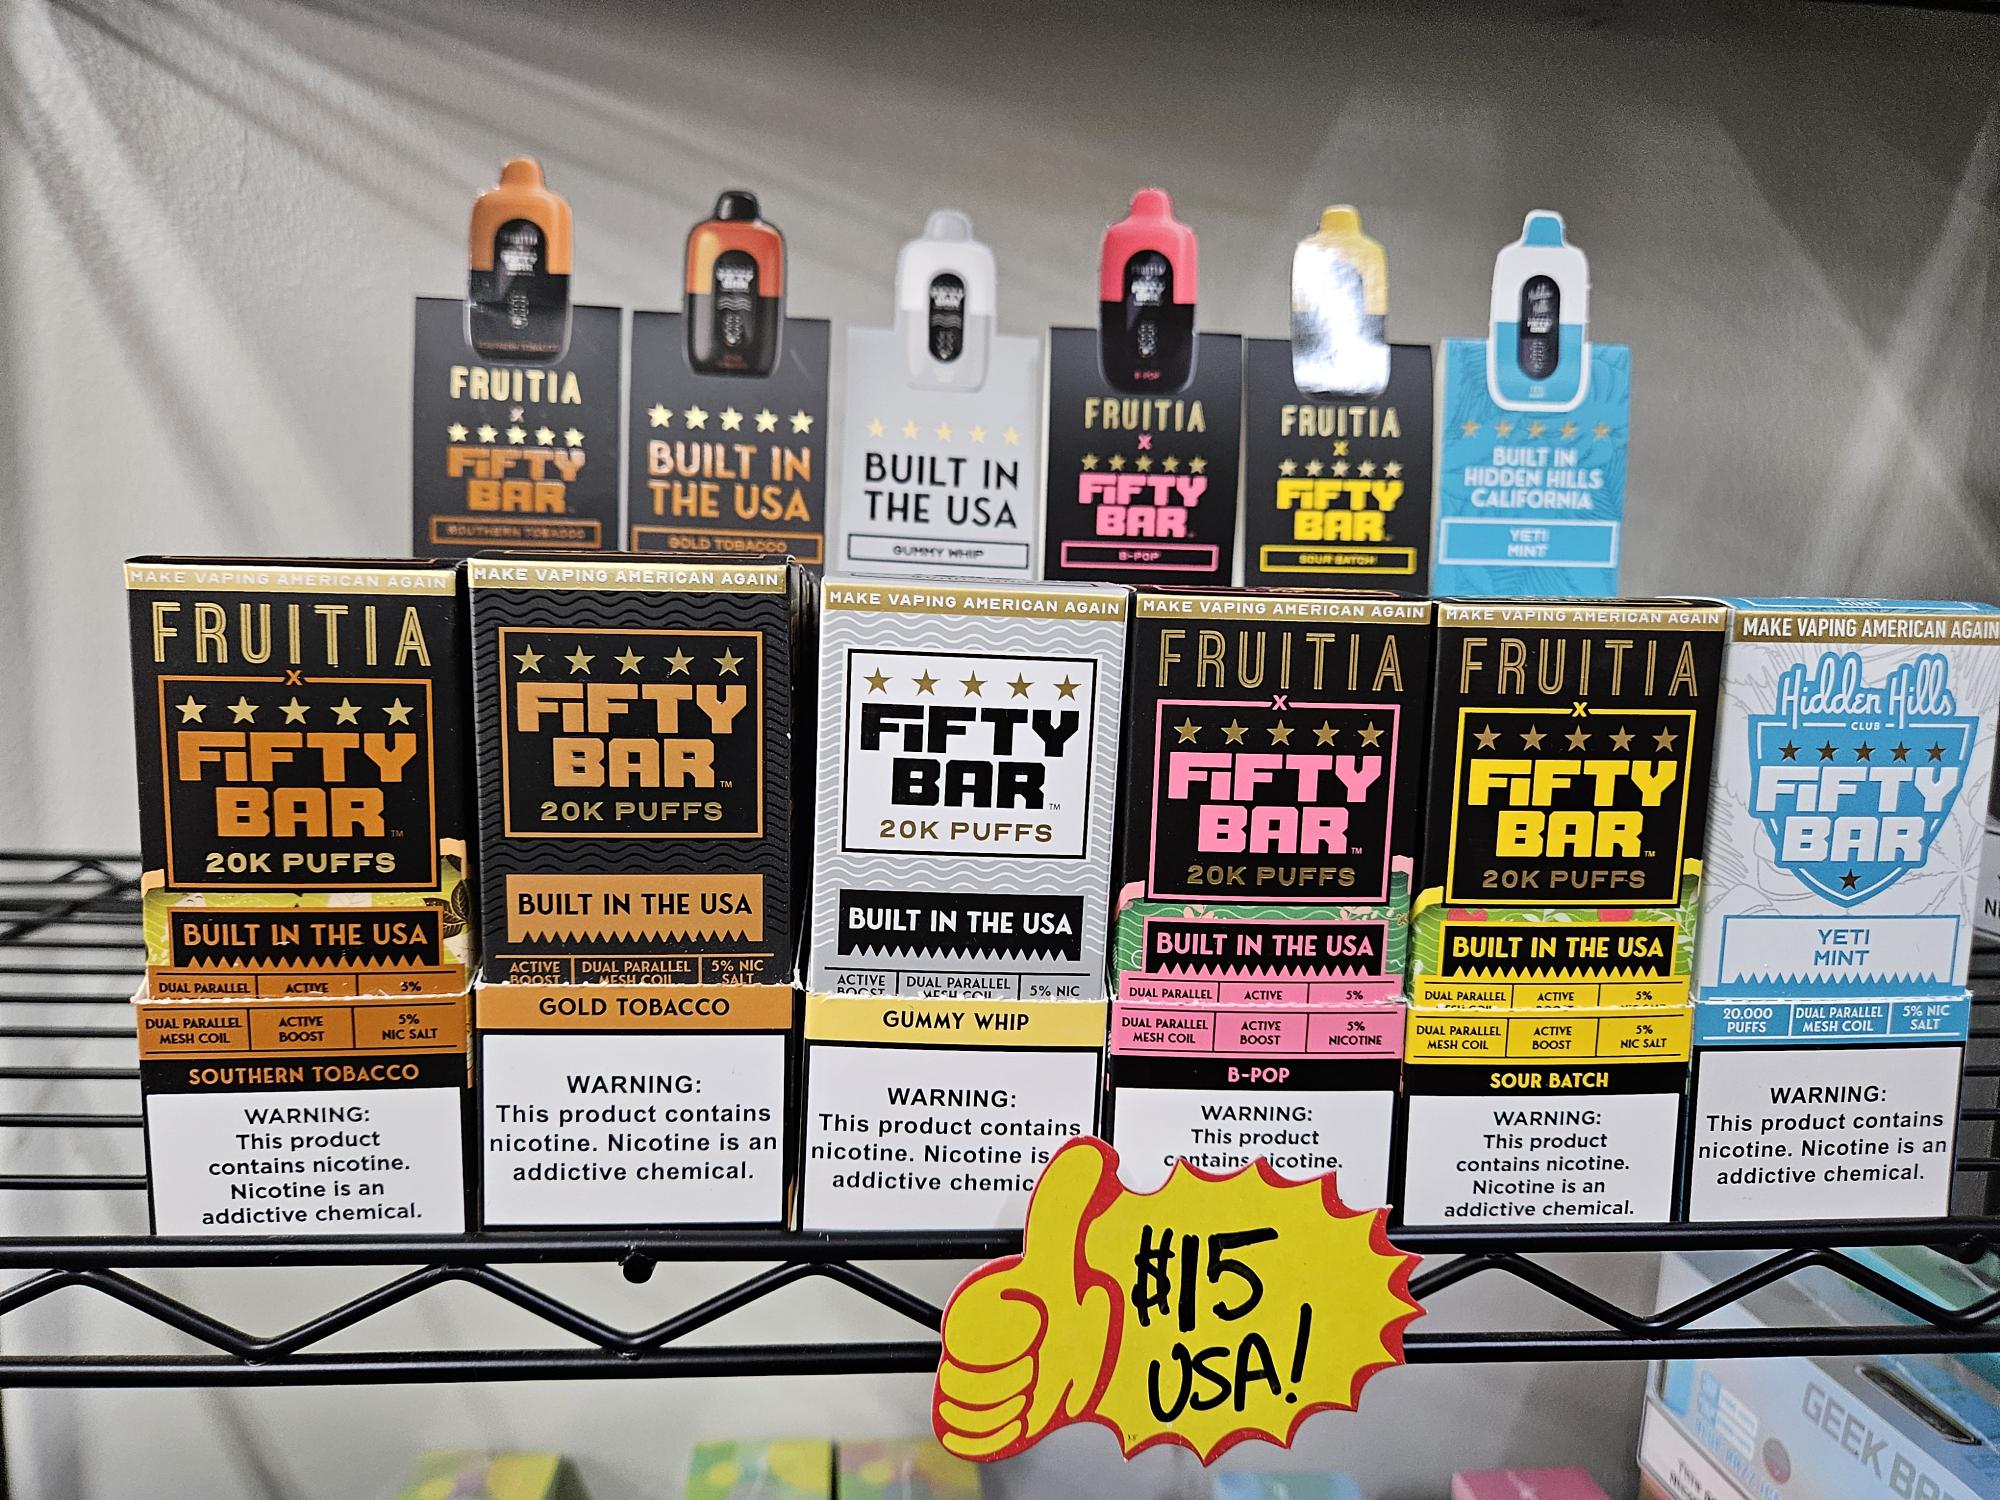 FRUITIA
X
FiFTY
BAR
SOUTHERN TOBACCO
BUILT IN
THE USA
GOLD TOBACCO
BUILT IN
THE USA
GUMMY WHIP
FRUITIA
X
FiFTY
BAR
B-POP
FRUITIA
X
FiFTY
BAR
SOUR BATCH
BUILT IN
HIDDEN HILLS
CALIFORNIA
YETI
MINT
MAKE VAPING AMERICAN AGAIN
FRUITIA
X
FiFTY
BAR™
20K PUFFS
BUILT IN THE USA
DUAL PARALLEL ACTIVE 5%
DUAL PARALLEL MESH COIL
ACTIVE BOOST
5% NIC SALT
SOUTHERN TOBACCO
WARNING:
This product
contains nicotine.
Nicotine is an
addictive chemical.
MAKE VAPING AMERICAN AGAIN
FiFTY
BAR™
20K PUFFS
BUILT IN THE USA
ACTIVE BOOST
DUAL PARALLEL MESH COIL
5% NIC SALT
GOLD TOBACCO
WARNING:
This product contains
nicotine. Nicotine is an
addictive chemical.
MAKE VAPING AMERICAN AGAIN
FiFTY
BAR™
20K PUFFS
BUILT IN THE USA
ACTIVE BOOST
DUAL PARALLEL MESH COIL
5% NIC
GUMMY WHIP
WARNING:
This product contains
nicotine. Nicotine is
addictive chemic
MAKE VAPING AMERICAN AGAIN
FRUITIA
X
FiFTY
BAR™
20K PUFFS
BUILT IN THE USA
DUAL PARALLEL ACTIVE 5%
DUAL PARALLEL MESH COIL
ACTIVE BOOST
5% NICOTINE
B-POP
WARNING:
This product
contains nicotine.
MAKE VAPING AMERICAN AGAIN
FRUITIA
X
FiFTY
BAR™
20K PUFFS
BUILT IN THE USA
DUAL PARALLEL ACTIVE 5%
DUAL PARALLEL MESH COIL
ACTIVE BOOST
5% NIC SALT
SOUR BATCH
WARNING:
This product
contains nicotine.
Nicotine is an
addictive chemical.
MAKE VAPING AMERICAN AGAIN
Hidden Hills
CLUB
FiFTY
BAR
YETI
MINT
20,000 PUFFS
DUAL PARALLEL MESH COIL
5% NIC SALT
WARNING:
This product contains
nicotine. Nicotine is an
addictive chemical.
$15
USA!
GEEK BAR